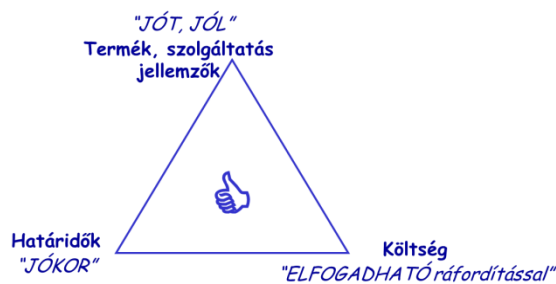 "JÓT, JÓL"
Termék, szolgáltatás
jellemzők
Határidők
"JÓKOR"
Költség
"ELFOGADHATÓ ráfordítással"